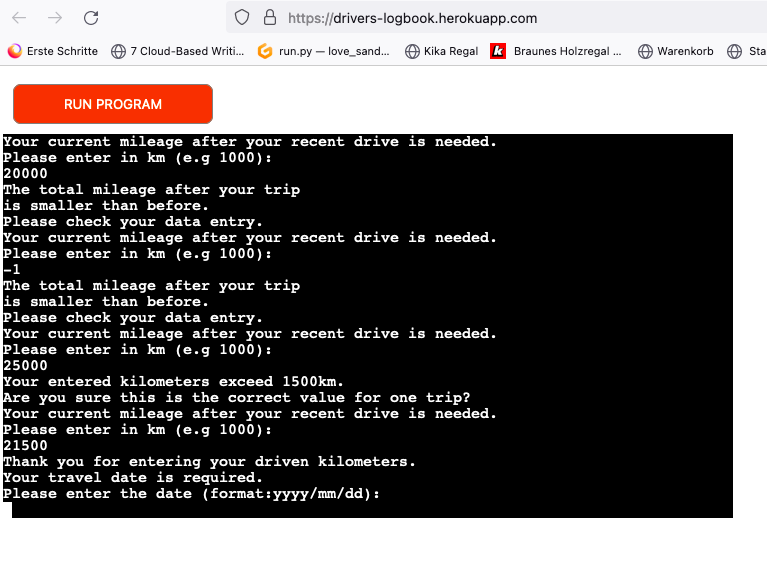 https://drivers-logbook.herokuapp.com
Erste Schritte 7 Cloud-Based Writi... run.py — love_sand... Kika Regal k Braunes Holzregal ... Warenkorb Sta
RUN PROGRAM
Your current mileage after your recent drive is needed.
Please enter in km (e.g 1000):
20000
The total mileage after your trip
is smaller than before.
Please check your data entry.
Your current mileage after your recent drive is needed.
Please enter in km (e.g 1000):
-1
The total mileage after your trip
is smaller than before.
Please check your data entry.
Your current mileage after your recent drive is needed.
Please enter in km (e.g 1000):
25000
Your entered kilometers exceed 1500km.
Are you sure this is the correct value for one trip?
Your current mileage after your recent drive is needed.
Please enter in km (e.g 1000):
21500
Thank you for entering your driven kilometers.
Your travel date is required.
Please enter the date (format:yyyy/mm/dd):